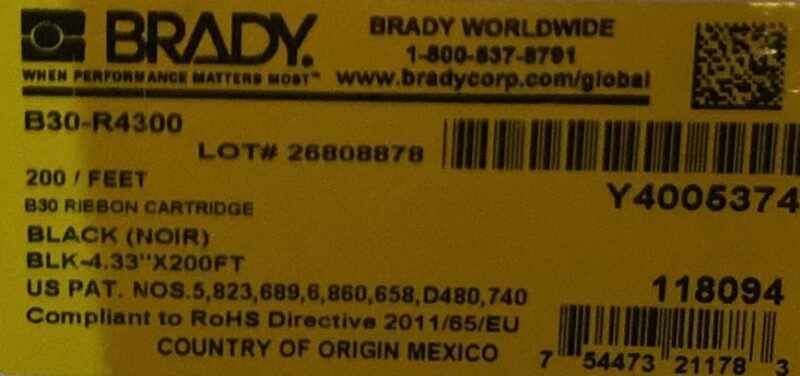 BRADY.
WHEN PERFORMANCE MATTERS MOST™
BRADY WORLDWIDE
1-800-537-8791
www.bradycorp.com/global
B30-R4300
LOT# 26808878
200 / FEET
Y4005374
B30 RIBBON CARTRIDGE
BLACK (NOIR)
BLK-4.33"X200FT
US PAT. NOS.5,823,689,6,860,658,D480,740
118094
Compliant to RoHS Directive 2011/65/EU
COUNTRY OF ORIGIN MEXICO
7 54473 21178 3